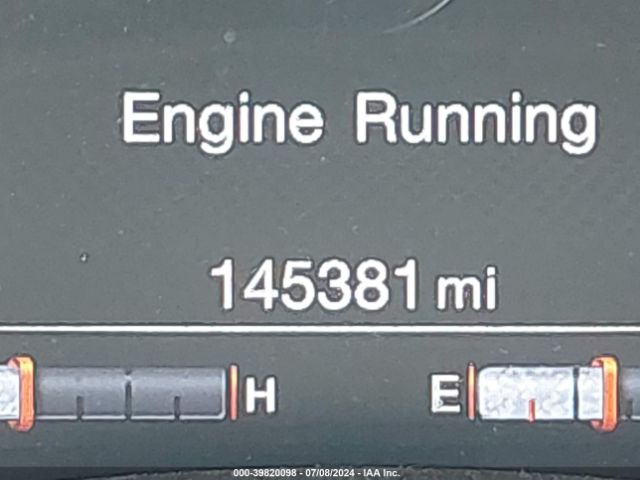 Engine Running
145381 mi
H E
000-39820098 - 07/08/2024 - IAA Inc.